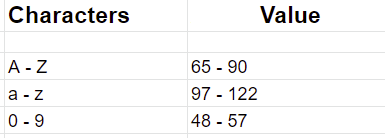 Characters Value
A - Z 65 - 90
a - z 97 - 122
0 - 9 48 - 57